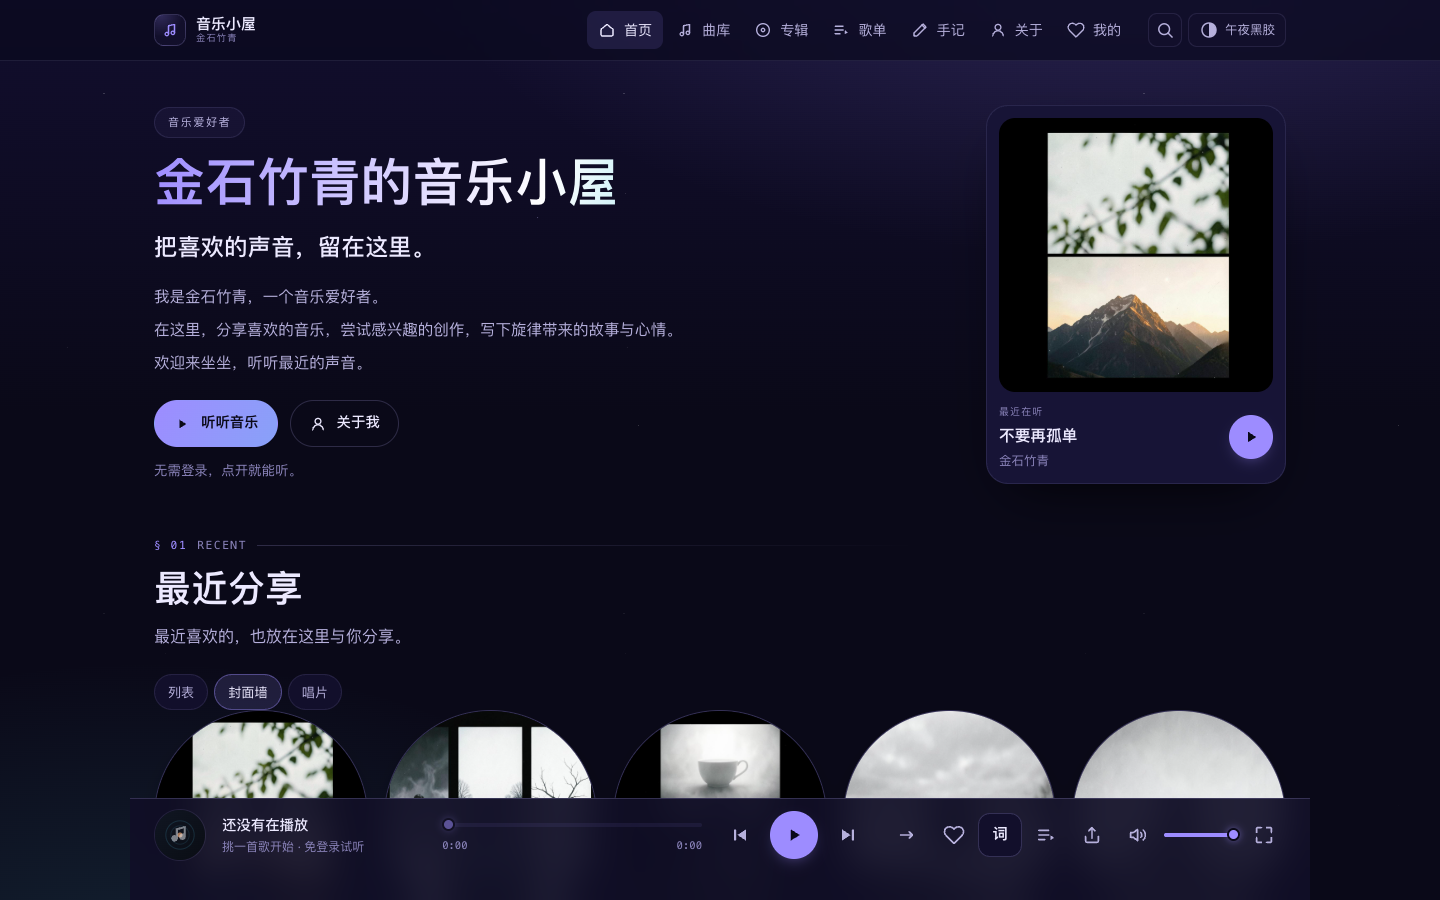 音乐小屋
金石竹青
首页
曲库
专辑
歌单
手记
关于
我的
午夜黑胶
音乐爱好者
金石竹青的音乐小屋
把喜欢的声音，留在这里。
我是金石竹青，一个音乐爱好者。
在这里，分享喜欢的音乐，尝试感兴趣的创作，写下旋律带来的故事与心情。
欢迎来坐坐，听听最近的声音。
听听音乐
关于我
无需登录，点开就能听。
最近在听
不要再孤单
金石竹青
§ 01 RECENT
最近分享
最近喜欢的，也放在这里与你分享。
列表
封面墙
唱片
还没有在播放
挑一首歌开始 · 免登录试听
0:00
0:00
词